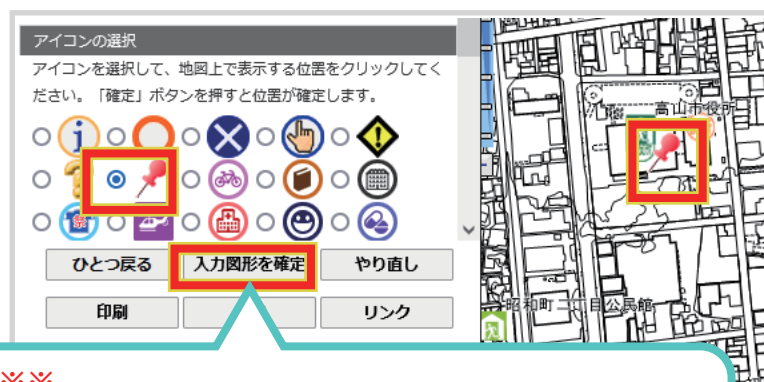 アイコンの選択
アイコンを選択して、地図上で表示する位置をクリックしてく
ださい。「確定」ボタンを押すと位置が確定します。
ひとつ戻る
入力図形を確定
やり直し
印刷
リンク
高山市役所
昭和町二丁目公民館
※※